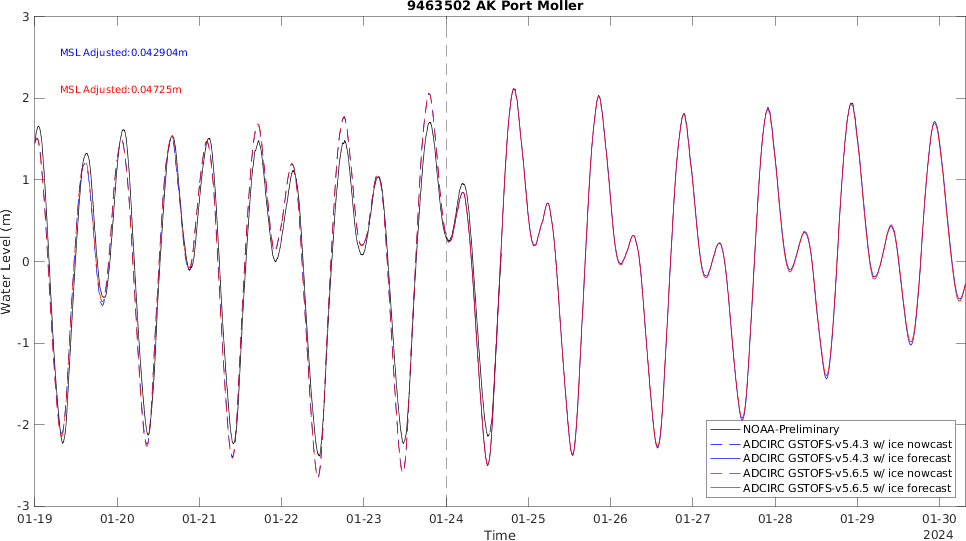 9463502 AK Port Moller
3
2
1
0
-1
-2
-3
Water Level (m)
MSL Adjusted:0.042904m
MSL Adjusted:0.04725m
NOAA-Preliminary
ADCIRC GSTOFS-v5.4.3 w/ ice nowcast
ADCIRC GSTOFS-v5.4.3 w/ ice forecast
ADCIRC GSTOFS-v5.6.5 w/ ice nowcast
ADCIRC GSTOFS-v5.6.5 w/ ice forecast
01-19 01-20 01-21 01-22 01-23 01-24 01-25 01-26 01-27 01-28 01-29 01-30
Time
2024